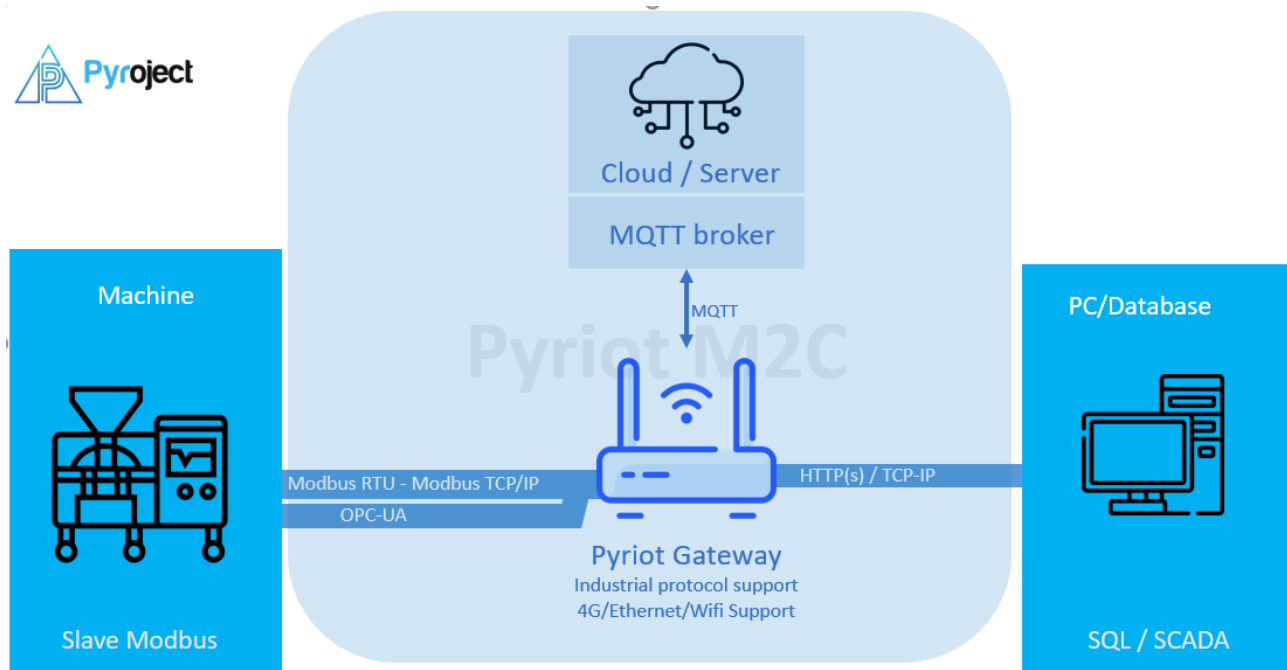 Pyroject
Cloud / Server
MQTT broker
MQTT
Pyriot M2C
Machine
Slave Modbus
Modbus RTU - Modbus TCP/IP
OPC-UA
HTTP(s) / TCP-IP
Pyriot Gateway
Industrial protocol support
4G/Ethernet/Wifi Support
PC/Database
SQL / SCADA